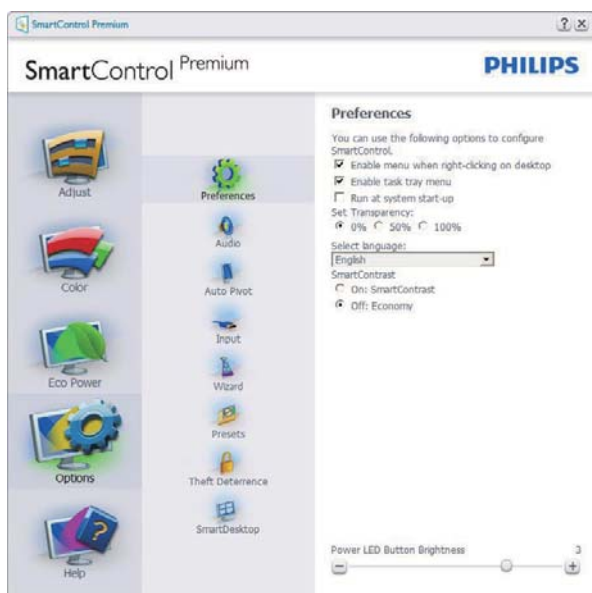 SmartControl Premium
SmartControl Premium
PHILIPS
Adjust
Color
Eco Power
Options
Help
Preferences
Audio
Auto Pivot
Input
Wizard
Presets
Theft Deterrence
SmartDesktop
Preferences
You can use the following options to configure
SmartControl.
Enable menu when right-clicking on desktop
Enable task tray menu
Run at system start-up
Set Transparency:
0% 50% 100%
Select language:
English
SmartContrast
On: SmartContrast
Off: Economy
Power LED Button Brightness 3